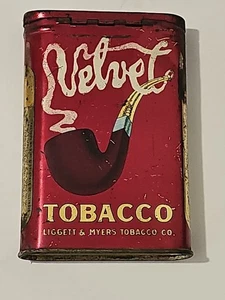 Velvet
TOBACCO
LIGGETT & MYERS TOBACCO CO.